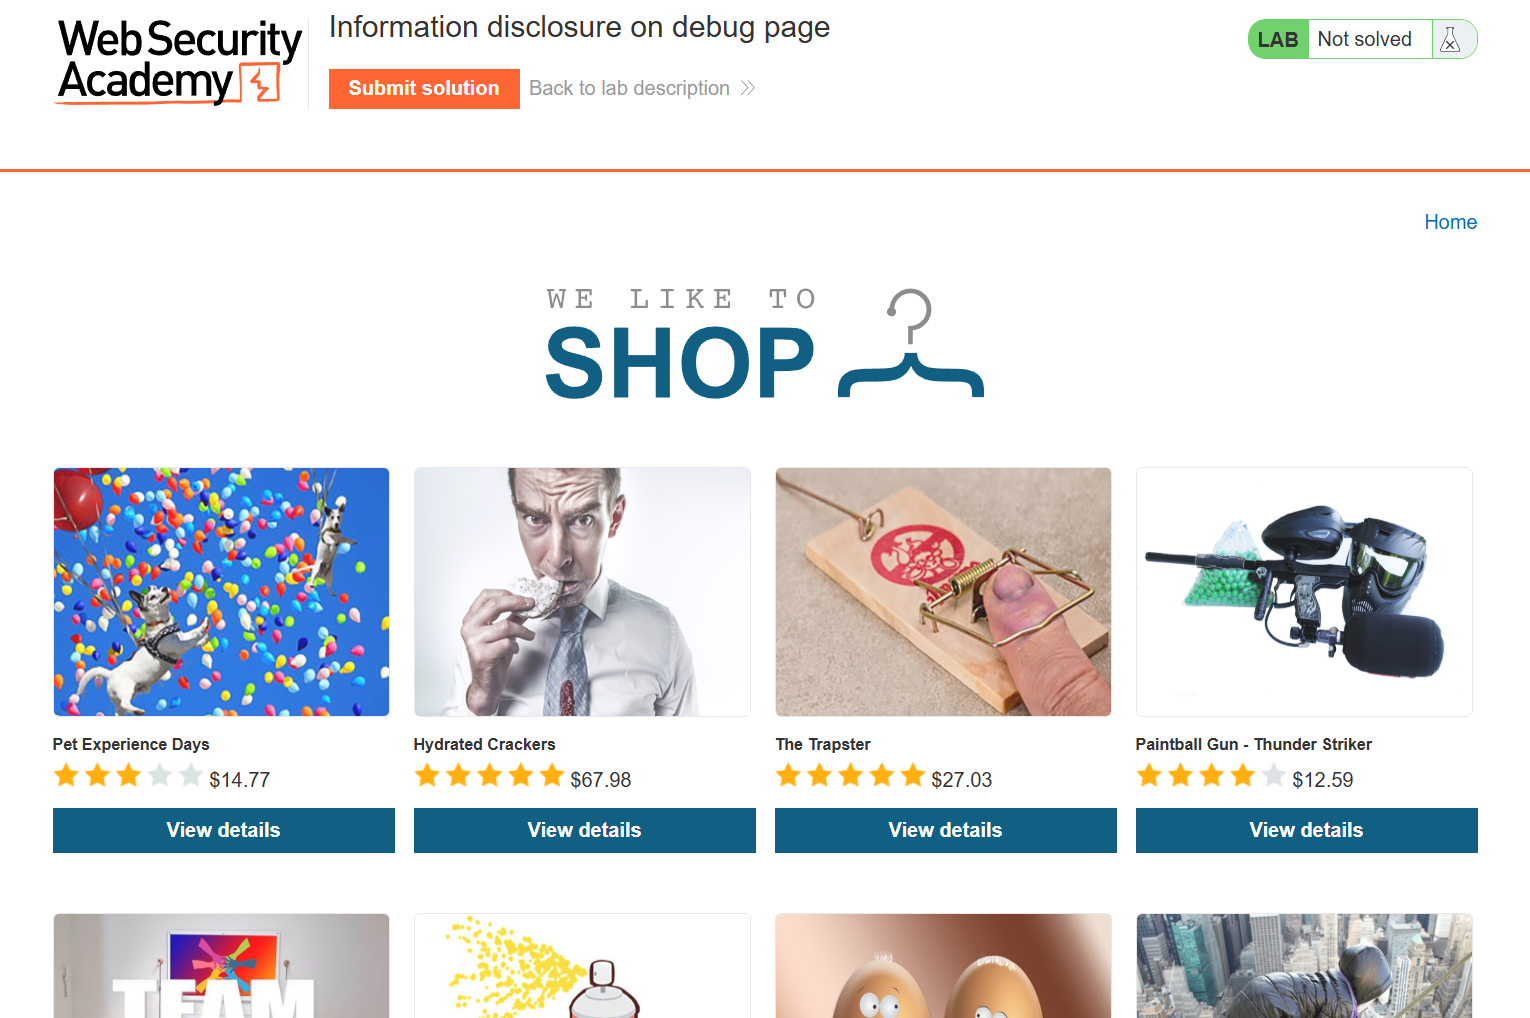 Web Security
Academy
Information disclosure on debug page
Submit solution
Back to lab description
LAB
Not solved
Home
WE LIKE TO
SHOP
Pet Experience Days
$14.77
View details
Hydrated Crackers
$67.98
View details
The Trapster
$27.03
View details
Paintball Gun - Thunder Striker
$12.59
View details
TEAM